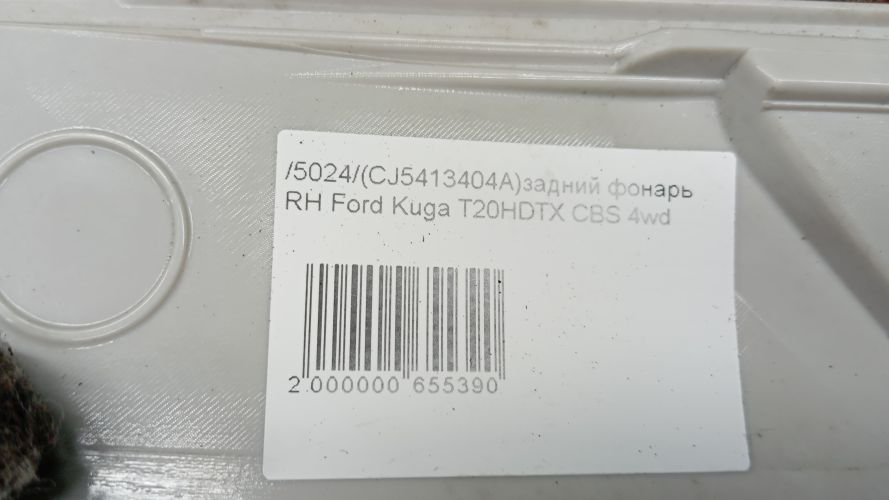 /5024/(CJ5413404A)задний фонарь
RH Ford Kuga T20HDTX CBS 4wd
2 000000 655390